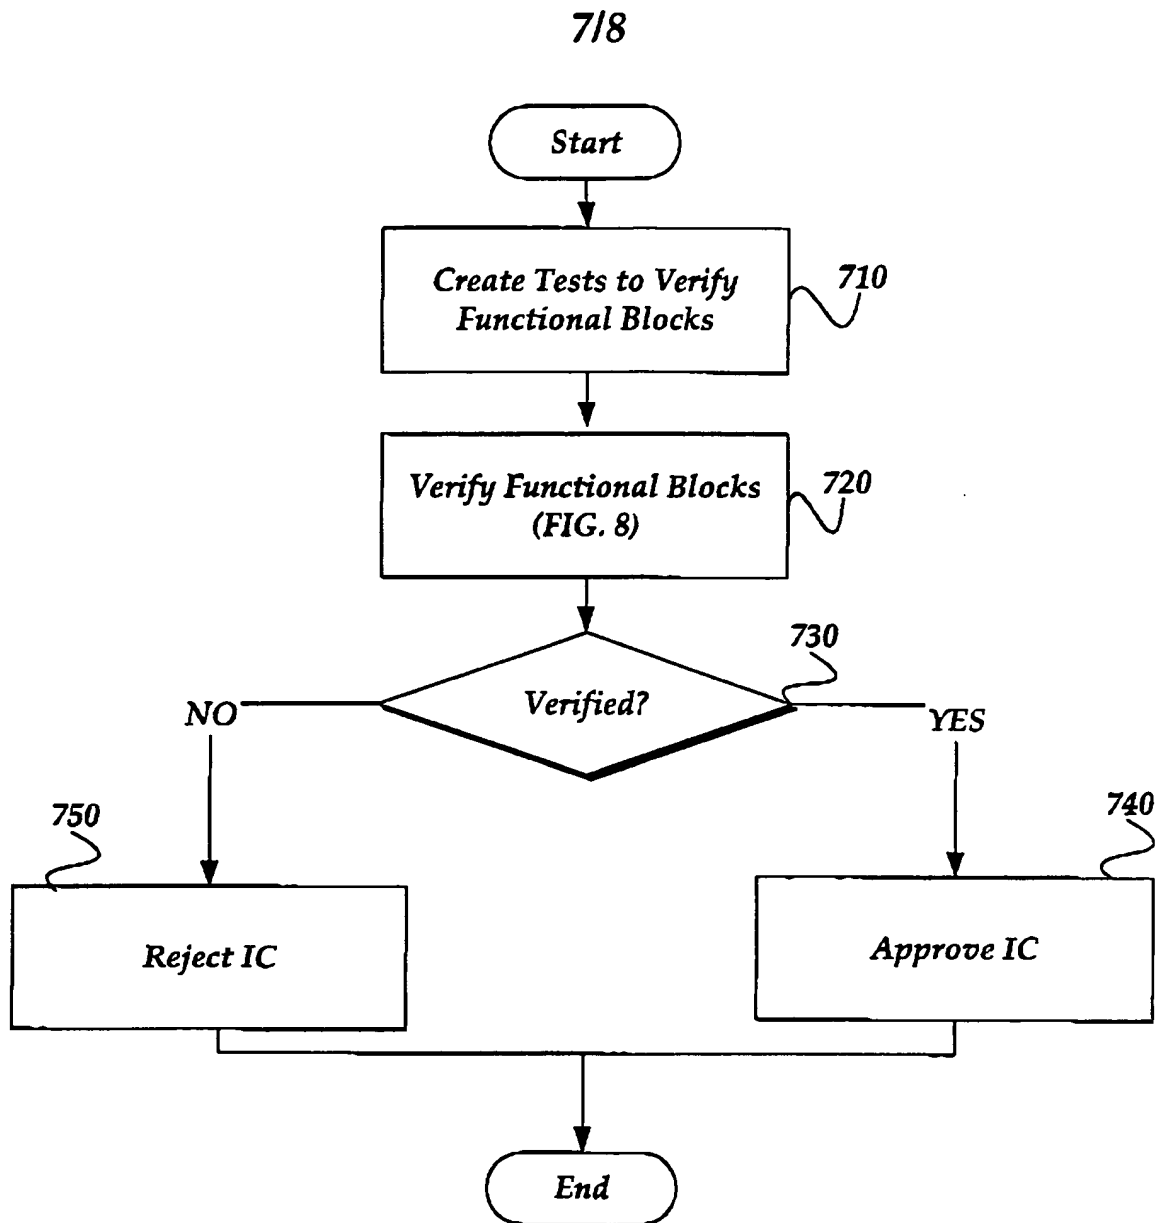 7/8
Start
Create Tests to Verify
Functional Blocks
710
Verify Functional Blocks
(FIG. 8)
720
730
Verified?
NO
YES
750
740
Reject IC
Approve IC
End